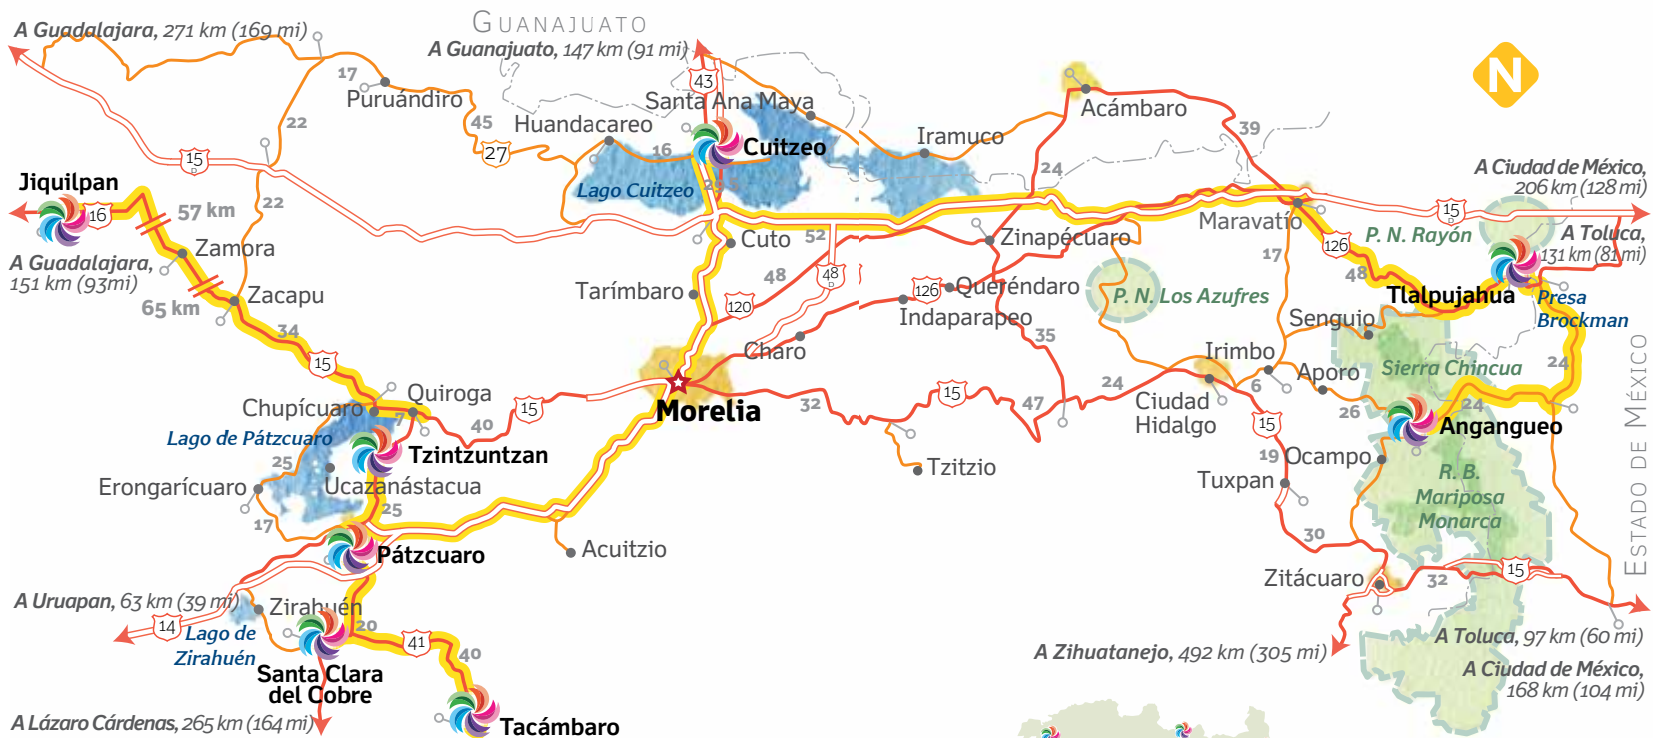 GUANAJUATO
A Guadalajara, 271 km (169 mi)
A Guanajuato, 147 km (91 mi)
43
17
Puruándiro
Santa Ana Maya
Acámbaro
22
45
Huandacareo
Iramuco
39
27
16
Cuitzeo
15
D
Lago Cuitzeo
24
A Ciudad de México,
206 km (128 mi)
Jiquilpan
16
57 km
22
29
Maravatío
15
D
P. N. Rayón
A Toluca,
131 km (81 mi)
Zamora
Cuto
52
Zinapécuaro
17
126
A Guadalajara,
151 km (93mi)
48
48
D
48
65 km
Zacapu
Tarímbaro
120
126
Queréndaro
Indaparapeo
P. N. Los Azufres
Tlalpujahua
Presa
Brockman
34
Senguio
15
Charo
35
Irimbo
Aporo
Sierra Chincua
24
ESTADO DE MÉXICO
Quiroga
Chupícuaro
7
40
15
Morelia
32
15
47
24
Ciudad
Hidalgo
6
26
24
Angangueo
Lago de Pátzcuaro
Tzintzuntzan
25
15
19
Ocampo
Tzitzio
Tuxpan
Erongarícuaro
Ucazanástacua
25
R. B.
Mariposa
Monarca
17
30
Pátzcuaro
Acuitzio
Zitácuaro
32
15
A Uruapan, 63 km (39 mi)
Zirahuén
14
Lago de
Zirahuén
20
41
40
A Toluca, 97 km (60 mi)
A Zihuatanejo, 492 km (305 mi)
Santa Clara
del Cobre
A Ciudad de México,
168 km (104 mi)
A Lázaro Cárdenas, 265 km (164 mi)
Tacámbaro
N